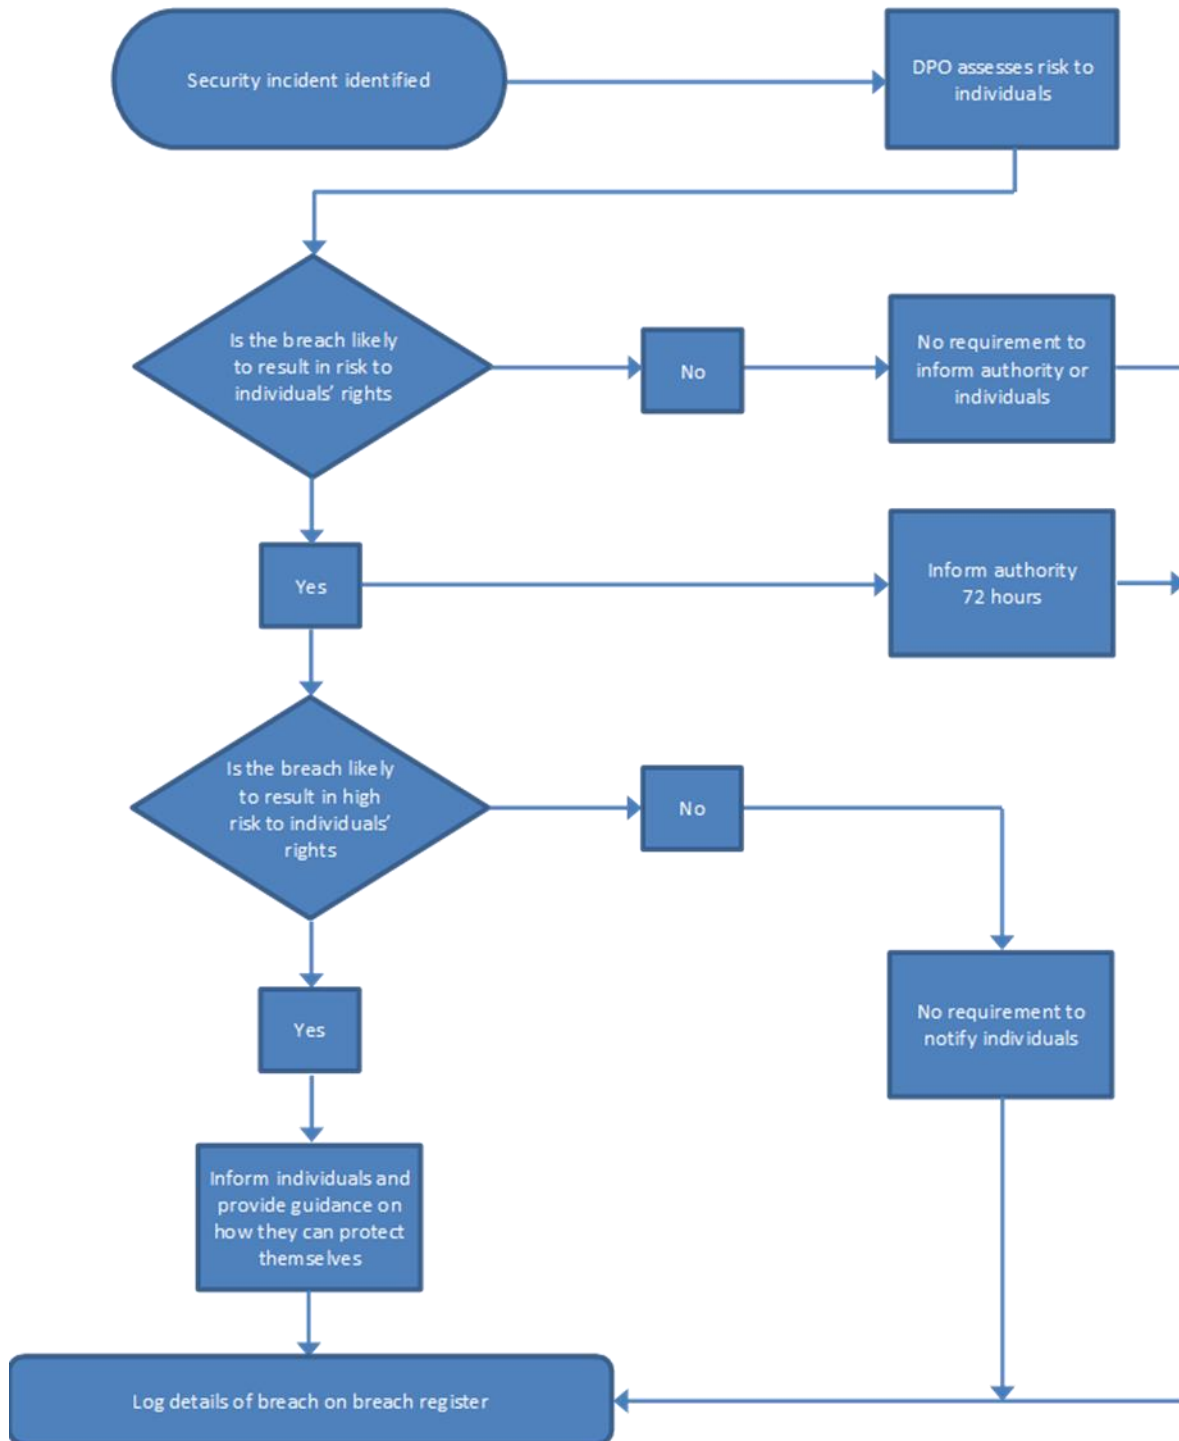 Security incident identified
DPO assesses risk to
individuals
Is the breach likely
to result in risk to
individuals’ rights
No
No requirement to
inform authority or
individuals
Yes
Inform authority
72 hours
Is the breach likely
to result in high
risk to individuals’
rights
No
Yes
No requirement to
notify individuals
Inform individuals and
provide guidance on
how they can protect
themselves
Log details of breach on breach register